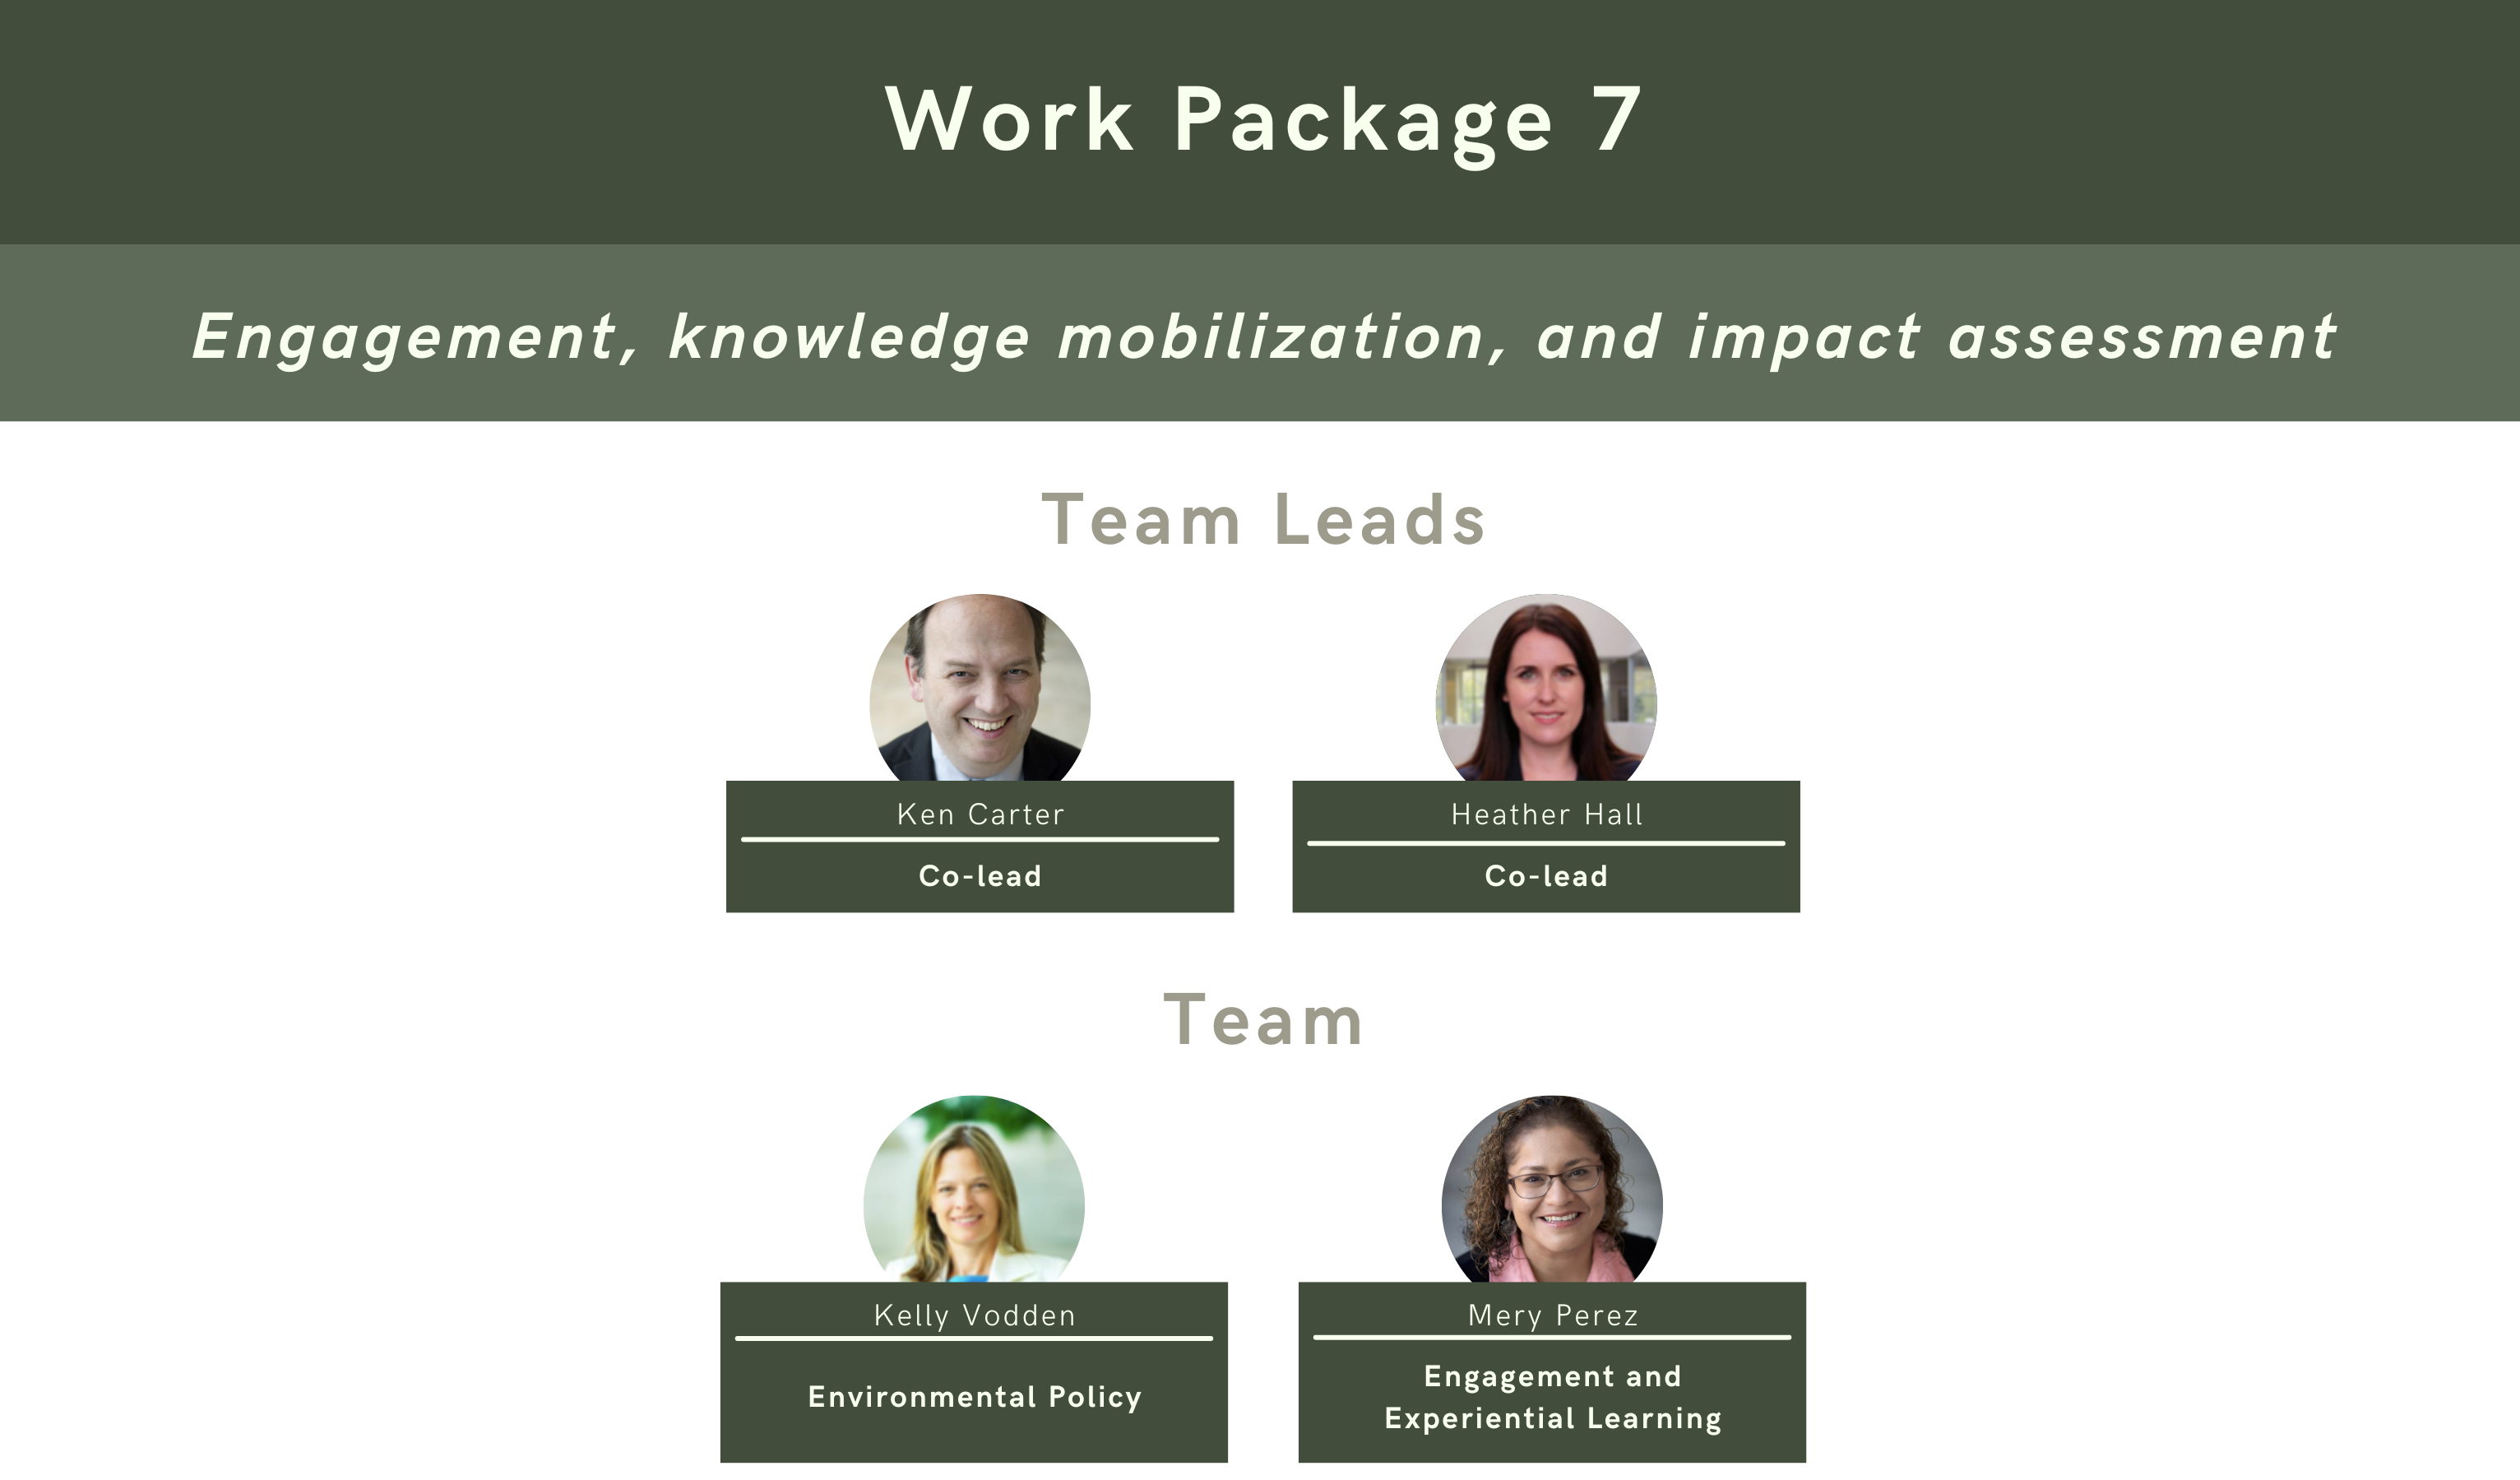 Work Package 7
Engagement, knowledge mobilization, and impact assessment
Team Leads
Ken Carter
Co-lead
Heather Hall
Co-lead
Team
Kelly Vodden
Environmental Policy
Mery Perez
Engagement and
Experiential Learning